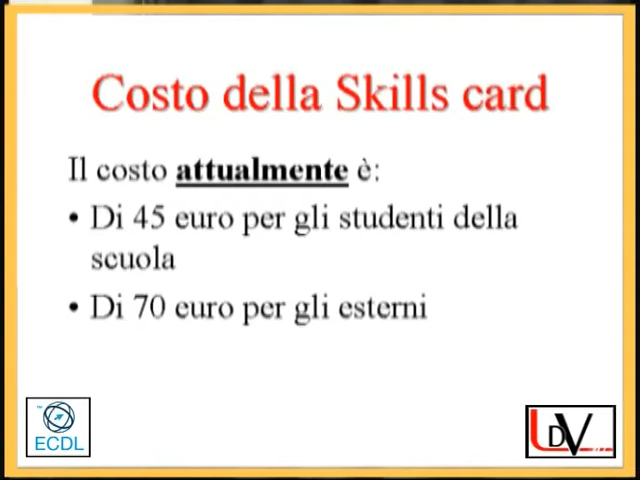 Costo della Skills card
Il costo attualmente è:
• Di 45 euro per gli studenti della
scuola
• Di 70 euro per gli esterni
ECDL
LDV